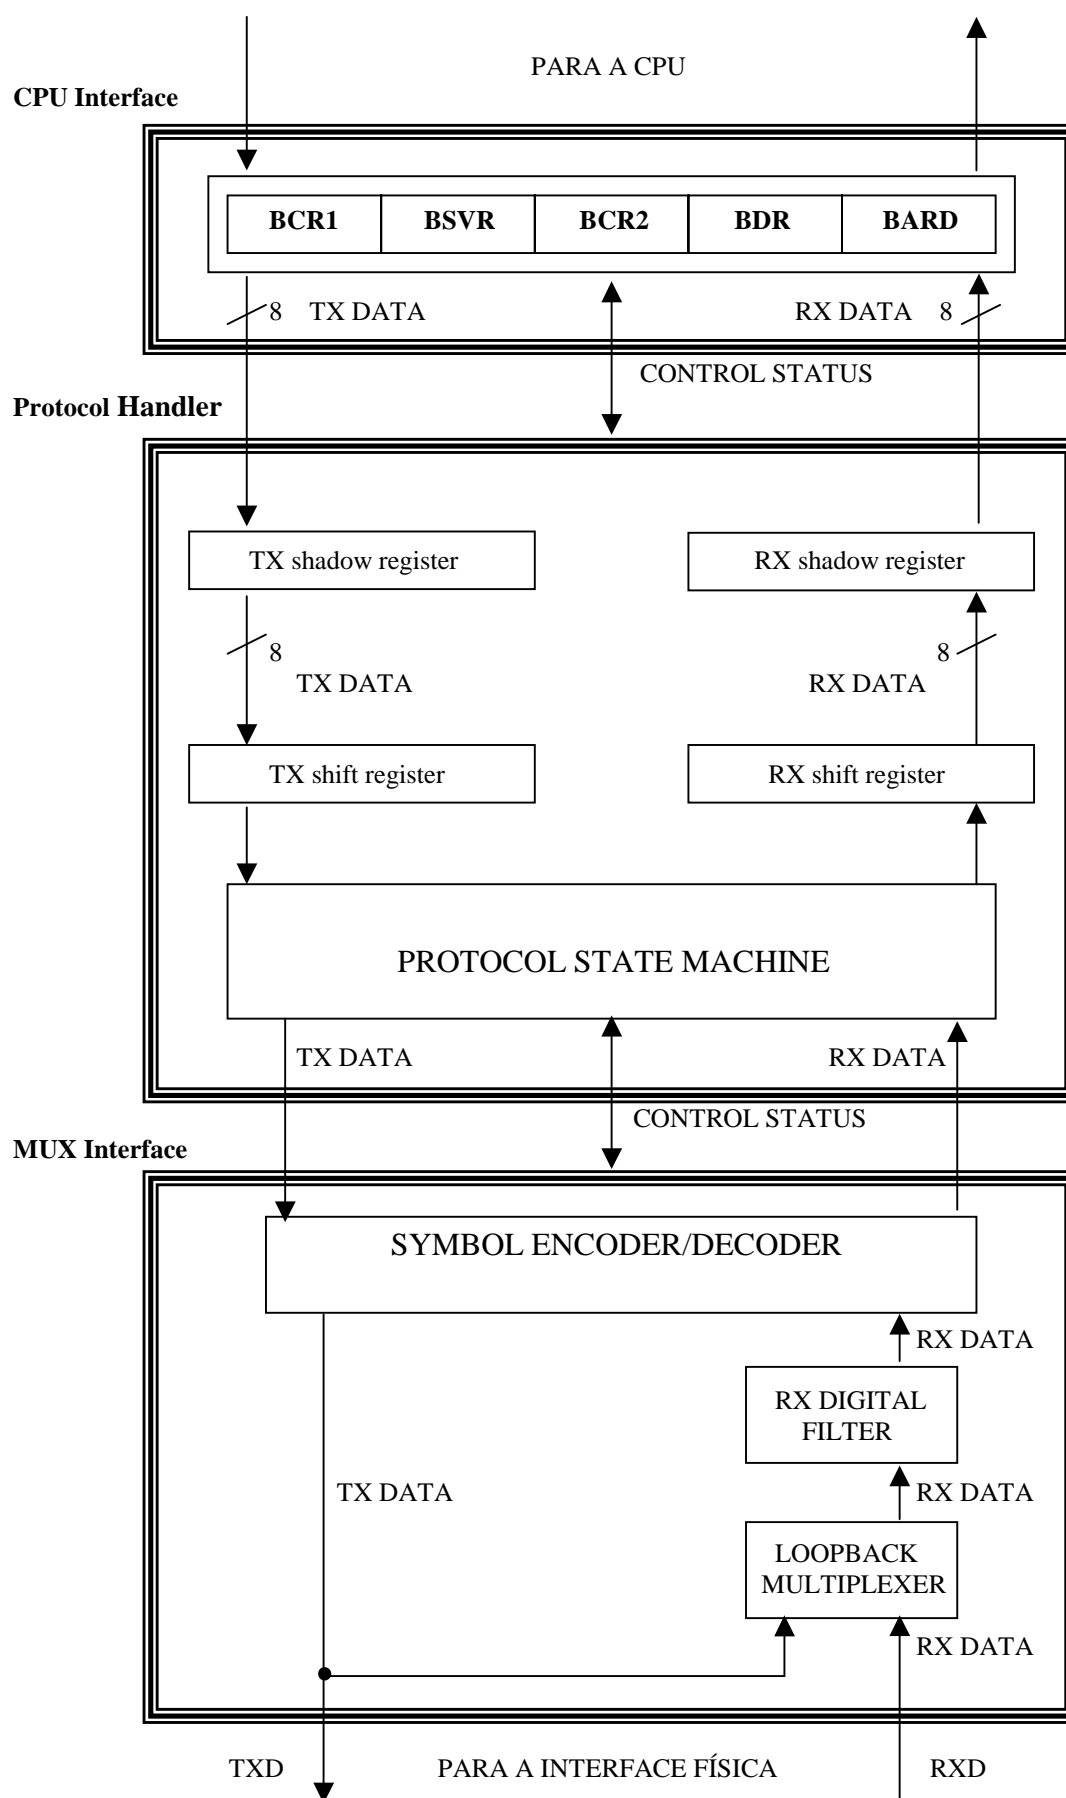 PARA A CPU
CPU Interface
BCR1 BSVR BCR2 BDR BARD
8 TX DATA RX DATA 8
CONTROL STATUS
Protocol Handler
TX shadow register RX shadow register
8 8
TX DATA RX DATA
TX shift register RX shift register
PROTOCOL STATE MACHINE
TX DATA RX DATA
CONTROL STATUS
MUX Interface
SYMBOL ENCODER/DECODER
RX DATA
RX DIGITAL
FILTER
TX DATA RX DATA
LOOPBACK
MULTIPLEXER
RX DATA
TXD PARA A INTERFACE FÍSICA RXD